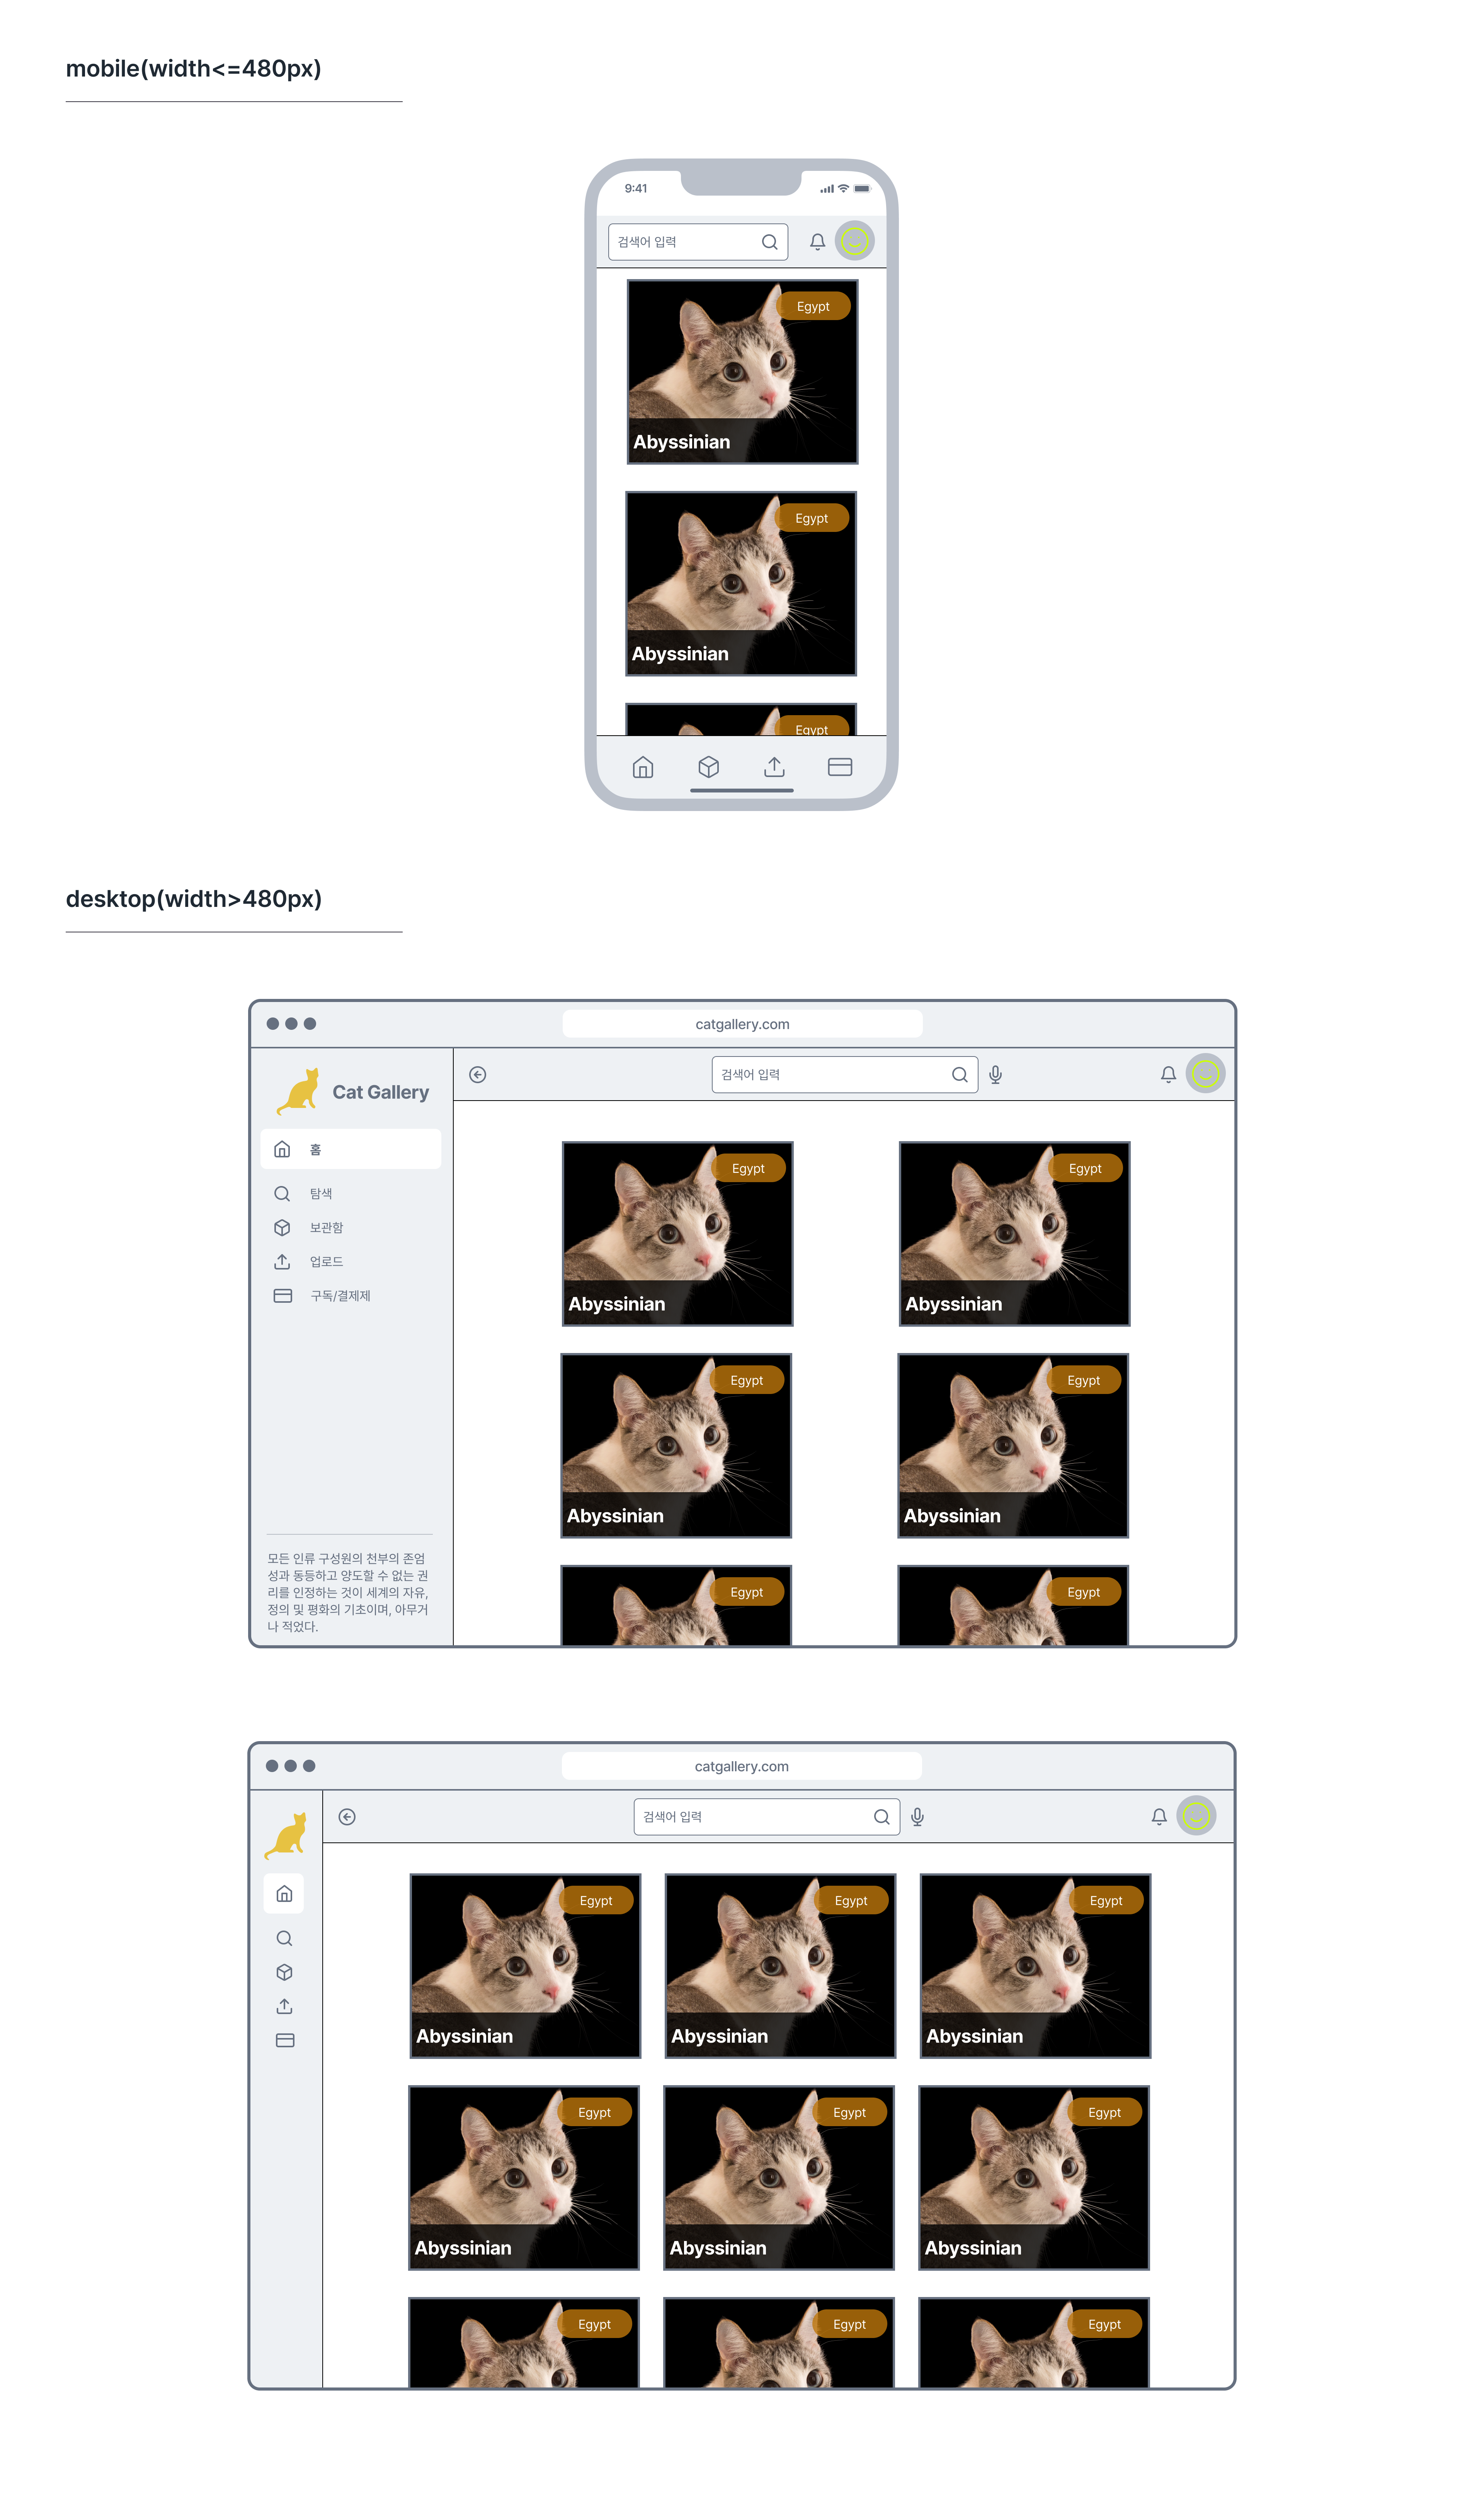 mobile(width<=480px)
9:41
검색어 입력
Egypt
Abyssinian
Egypt
Abyssinian
Egypt
desktop(width>480px)
catgallery.com
Cat Gallery
검색어 입력
홈
탐색
보관함
업로드
구독/결제제
모든 인류 구성원의 천부의 존엄
성과 동등하고 양도할 수 없는 권
리를 인정하는 것이 세계의 자유,
정의 및 평화의 기초이며, 아무거
나 적었다.
Egypt Egypt
Abyssinian Abyssinian
Egypt Egypt
Abyssinian Abyssinian
Egypt Egypt
catgallery.com
검색어 입력
Egypt Egypt Egypt
Abyssinian Abyssinian Abyssinian
Egypt Egypt Egypt
Abyssinian Abyssinian Abyssinian
Egypt Egypt Egypt